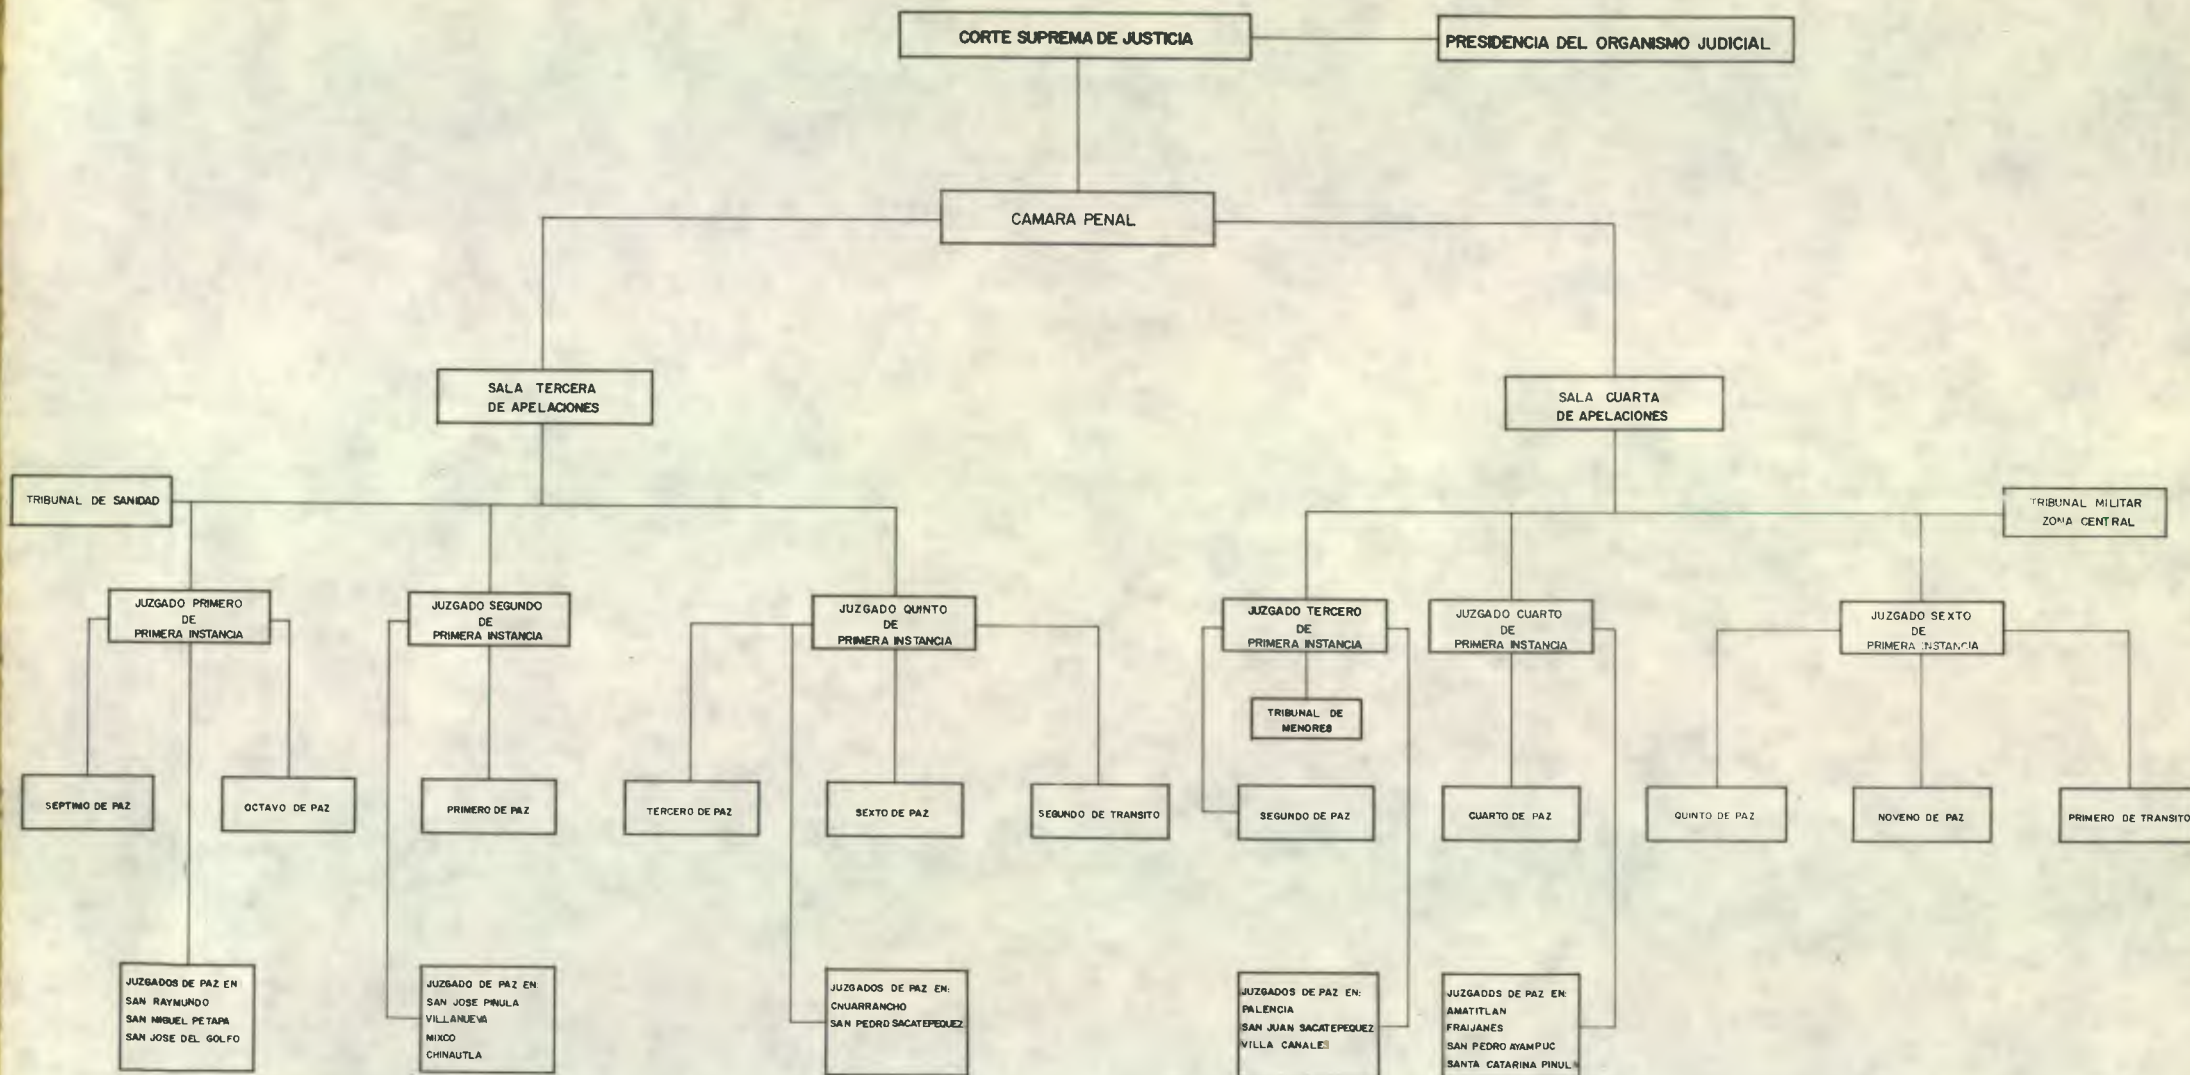 CORTE SUPREMA DE JUSTICIA
PRESIDENCIA DEL ORGANISMO JUDICIAL
CAMARA PENAL
SALA TERCERA
DE APELACIONES
SALA CUARTA
DE APELACIONES
TRIBUNAL DE SANIDAD
TRIBUNAL MILITAR
ZONA CENTRAL
JUZGADO PRIMERO
DE
PRIMERA INSTANCIA
JUZGADO SEGUNDO
DE
PRIMERA INSTANCIA
JUZGADO QUINTO
DE
PRIMERA INSTANCIA
JUZGADO TERCERO
DE
PRIMERA INSTANCIA
JUZGADO CUARTO
DE
PRIMERA INSTANCIA
JUZGADO SEXTO
DE
PRIMERA INSTANCIA
TRIBUNAL DE
MENORES
SEPTIMO DE PAZ
OCTAVO DE PAZ
PRIMERO DE PAZ
TERCERO DE PAZ
SEXTO DE PAZ
SEGUNDO DE TRANSITO
SEGUNDO DE PAZ
CUARTO DE PAZ
QUINTO DE PAZ
NOVENO DE PAZ
PRIMERO DE TRANSITO
JUZGADOS DE PAZ EN
SAN RAYMUNDO
SAN MIGUEL PETAPA
SAN JOSE DEL GOLFO
JUZGADO DE PAZ EN:
SAN JOSE PINULA
VILLANUEVA
MIXCO
CHINAUTLA
JUZGADOS DE PAZ EN:
CNUARRANCHO
SAN PEDRO SACATEPEQUEZ
JUZGADOS DE PAZ EN:
PALENCIA
SAN JUAN SACATEPEQUEZ
VILLA CANALES
JUZGADOS DE PAZ EN:
AMATITLAN
FRAIJANES
SAN PEDRO AYAMPUC
SANTA CATARINA PINULA